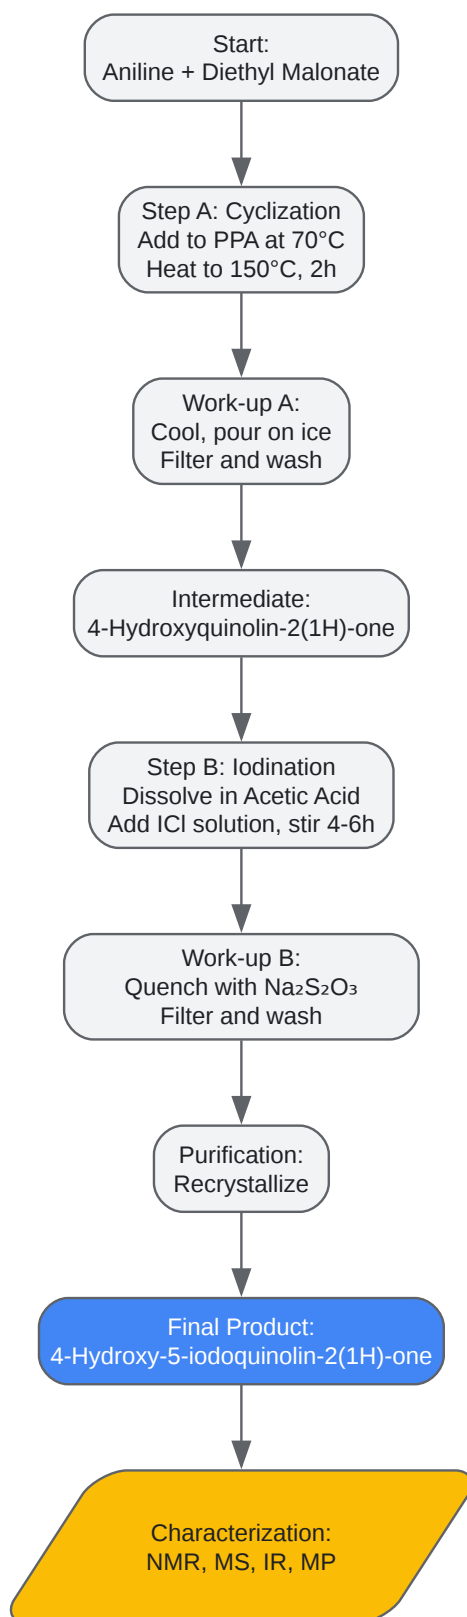 Start:
Aniline + Diethyl Malonate
Step A: Cyclization
Add to PPA at 70°C
Heat to 150°C, 2h
Work-up A:
Cool, pour on ice
Filter and wash
Intermediate:
4-Hydroxyquinolin-2(1H)-one
Step B: Iodination
Dissolve in Acetic Acid
Add ICl solution, stir 4-6h
Work-up B:
Quench with Na₂S₂O₃
Filter and wash
Purification:
Recrystallize
Final Product:
4-Hydroxy-5-iodoquinolin-2(1H)-one
Characterization:
NMR, MS, IR, MP